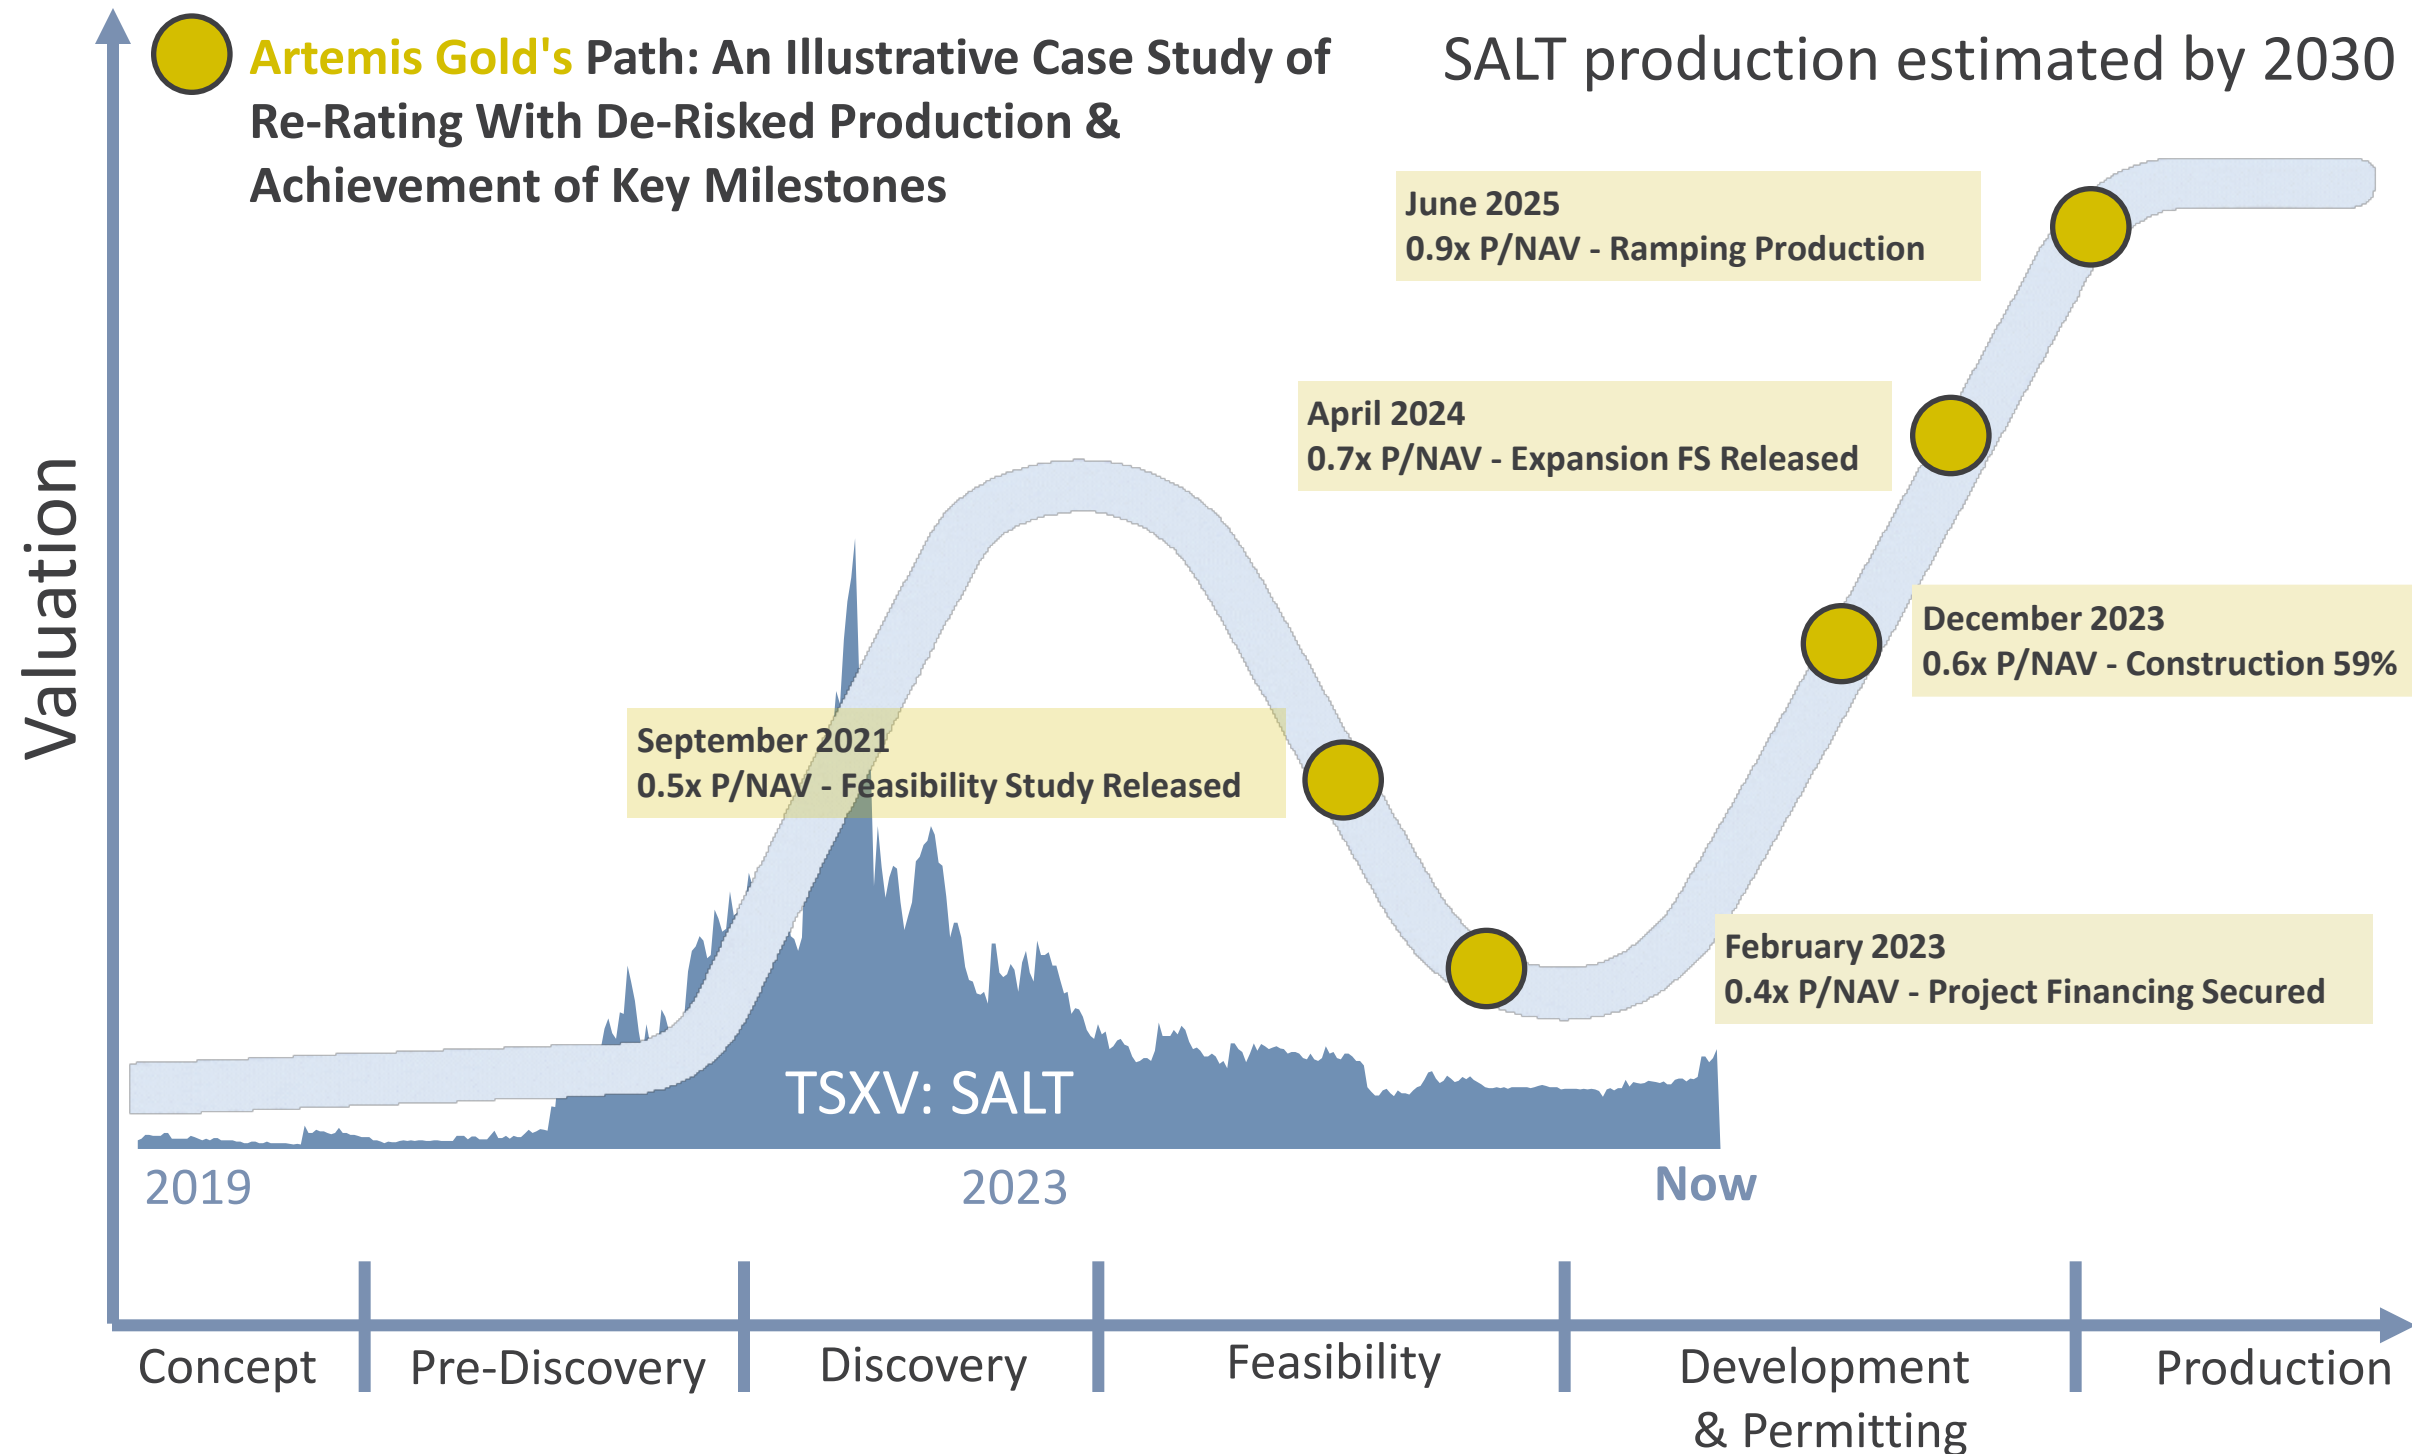 Artemis Gold's Path: An Illustrative Case Study of
Re-Rating With De-Risked Production &
Achievement of Key Milestones
SALT production estimated by 2030
June 2025
0.9x P/NAV - Ramping Production
April 2024
0.7x P/NAV - Expansion FS Released
December 2023
0.6x P/NAV - Construction 59%
September 2021
0.5x P/NAV - Feasibility Study Released
February 2023
0.4x P/NAV - Project Financing Secured
Valuation
TSXV: SALT
2019
2023
Now
Concept
Pre-Discovery
Discovery
Feasibility
Development
& Permitting
Production